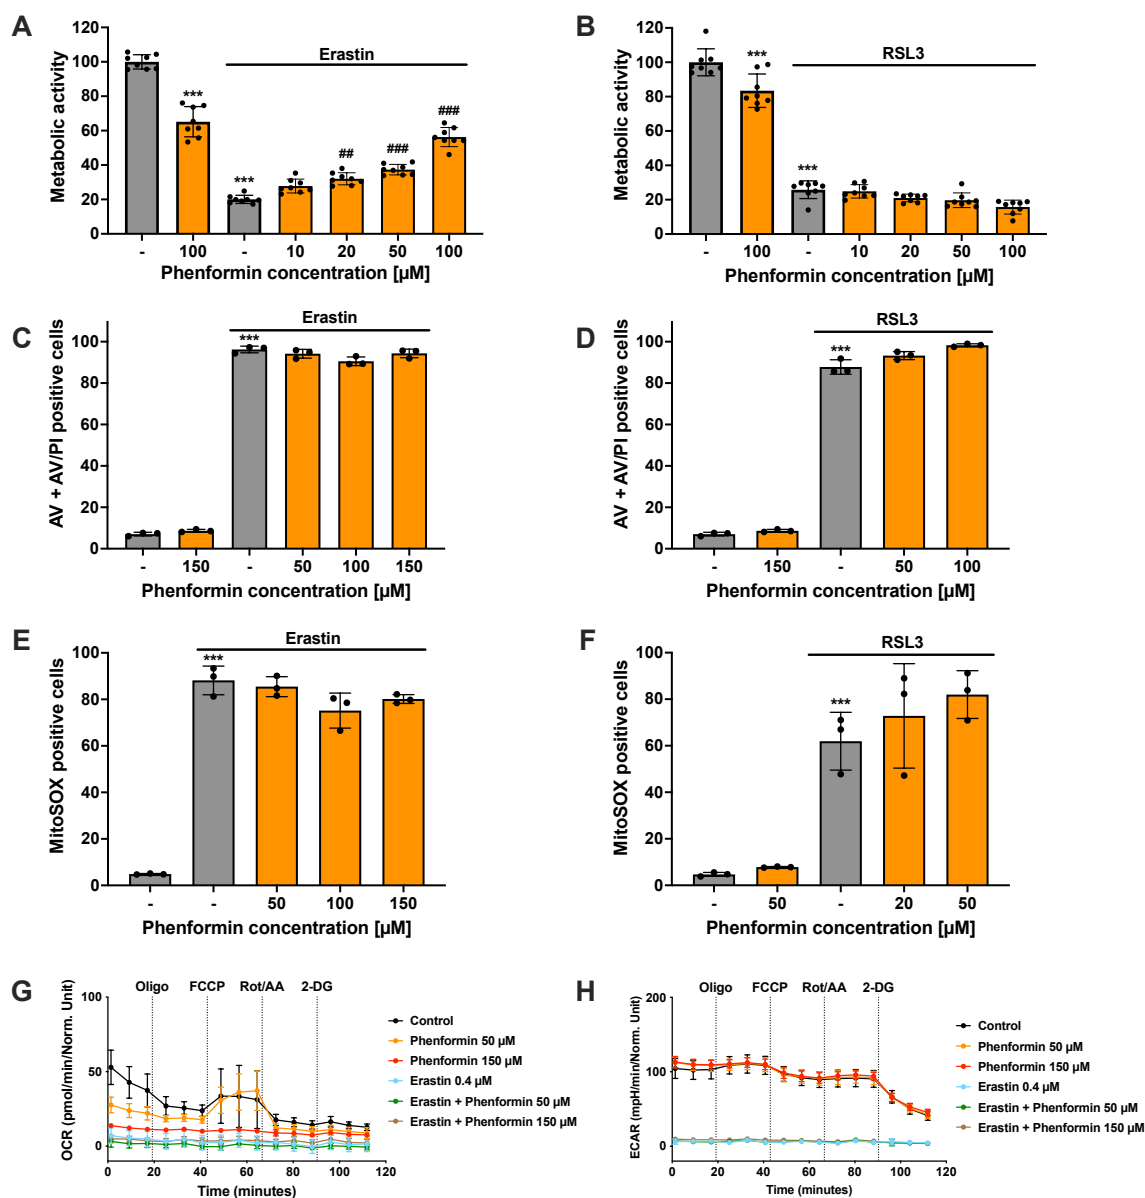 A
Metabolic activity
120
100
80
60
40
20
0
Erastin
***
***
##
###
###
- 100 - 10 20 50 100
Phenformin concentration [µM]
B
Metabolic activity
120
100
80
60
40
20
0
RSL3
***
***
- 100 - 10 20 50 100
Phenformin concentration [µM]
C
AV + AV/PI positive cells
100
80
60
40
20
0
Erastin
***
- 150 - 50 100 150
Phenformin concentration [µM]
D
AV + AV/PI positive cells
100
80
60
40
20
0
RSL3
***
- 150 - 50 100
Phenformin concentration [µM]
E
MitoSOX positive cells
100
80
60
40
20
0
Erastin
***
- - 50 100 150
Phenformin concentration [µM]
F
MitoSOX positive cells
100
80
60
40
20
0
RSL3
***
- 50 - 20 50
Phenformin concentration [µM]
G
OCR (pmol/min/Norm. Unit)
100
50
0
Oligo FCCP Rot/AA 2-DG
0 20 40 60 80 100 120
Time (minutes)
Control
Phenformin 50 µM
Phenformin 150 µM
Erastin 0.4 µM
Erastin + Phenformin 50 µM
Erastin + Phenformin 150 µM
H
ECAR (mpH/min/Norm. Unit)
200
100
0
Oligo FCCP Rot/AA 2-DG
0 20 40 60 80 100 120
Time (minutes)
Control
Phenformin 50 µM
Phenformin 150 µM
Erastin 0.4 µM
Erastin + Phenformin 50 µM
Erastin + Phenformin 150 µM